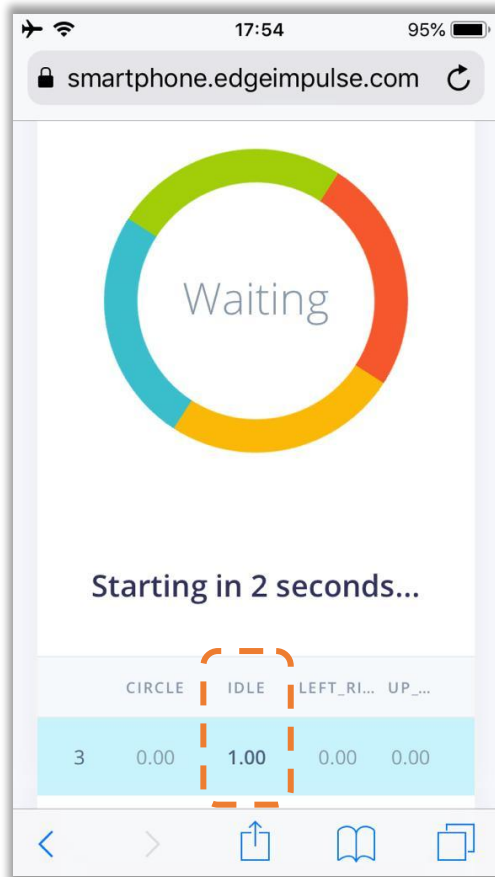 17:54 95%
smartphone.edgeimpulse.com
Waiting
Starting in 2 seconds...
CIRCLE IDLE LEFT_RI... UP_...
3 0.00 1.00 0.00 0.00